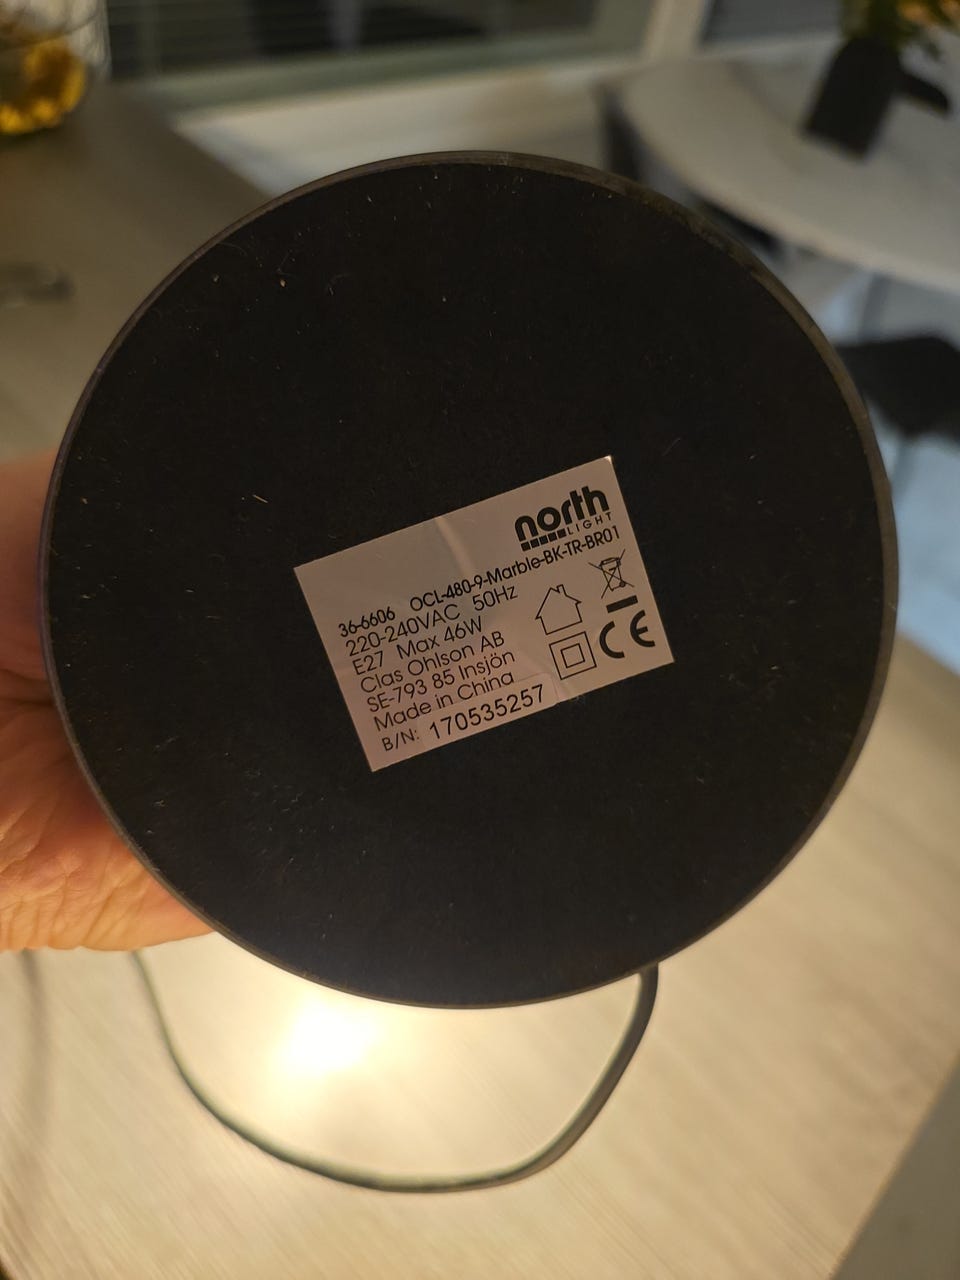 north
LIGHT
36-6606 OCL-480-9-Marble-BK-TR-BR01
220-240VAC 50Hz
E27 Max 46W
Clas Ohlson AB
SE-793 85 Insjön
Made in China
B/N: 170535257
CE